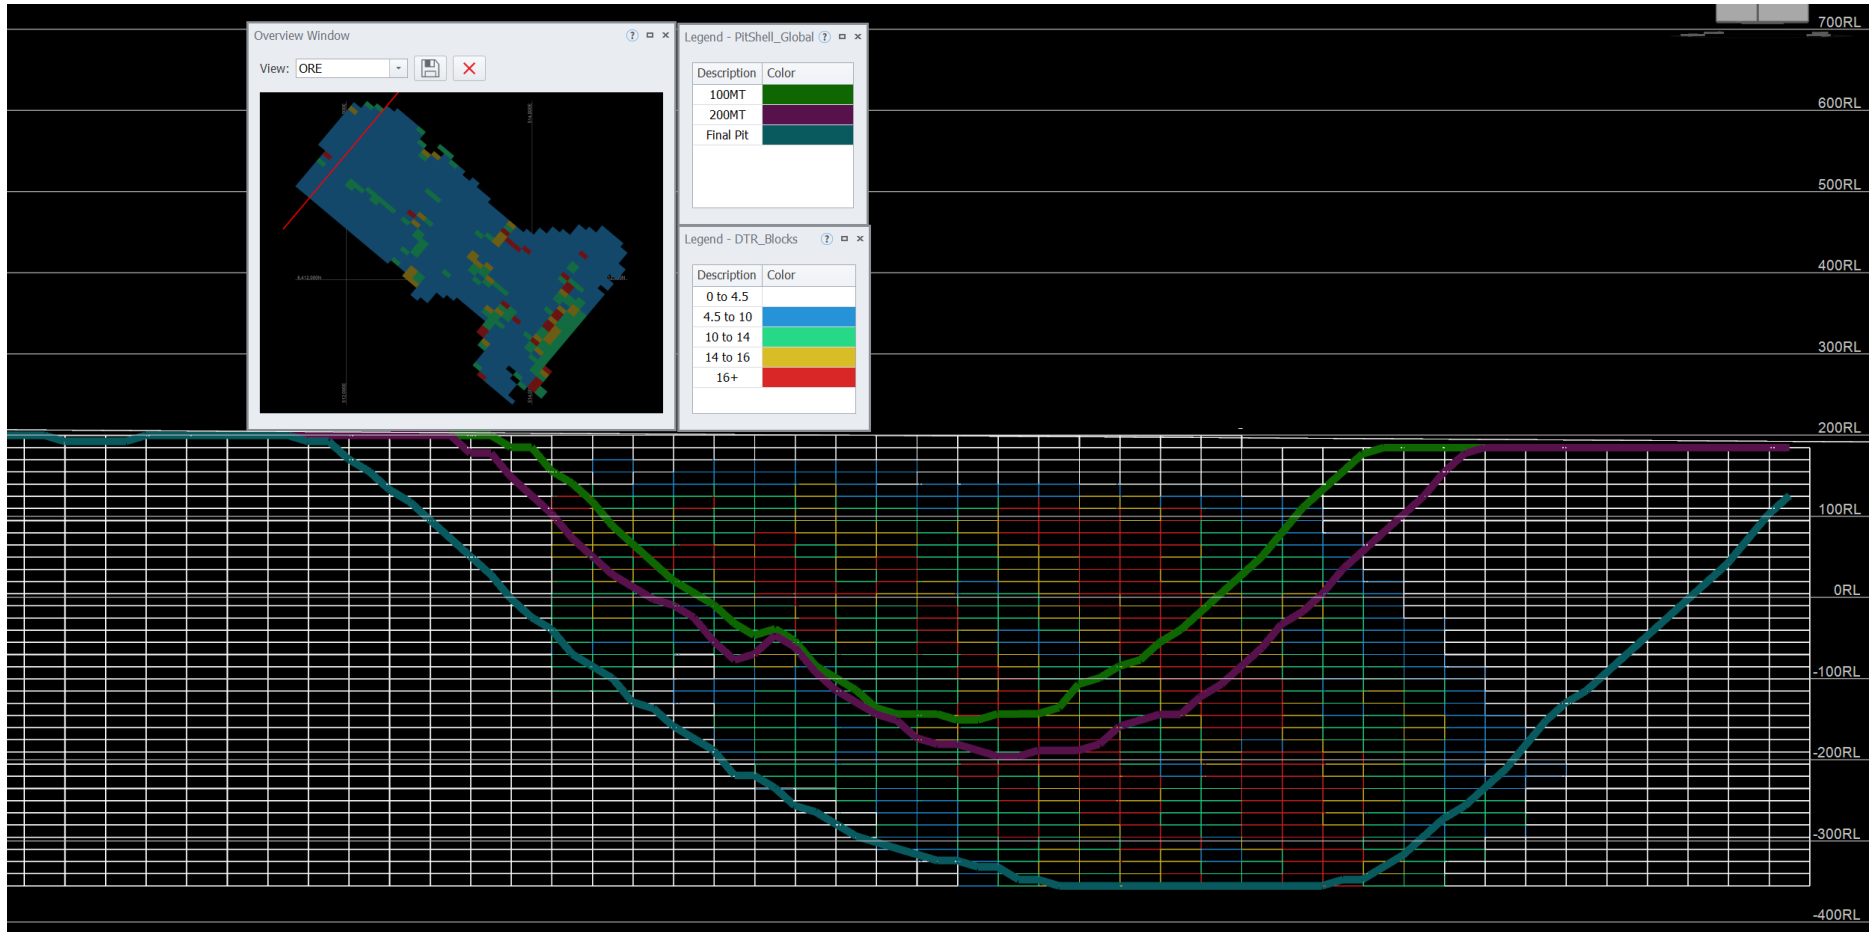 Overview Window
View: ORE
Legend - PitShell_Global
Description Color
100MT
200MT
Final Pit
Legend - DTR_Blocks
Description Color
0 to 4.5
4.5 to 10
10 to 14
14 to 16
16+
700RL
600RL
500RL
400RL
300RL
200RL
100RL
0RL
-100RL
-200RL
-300RL
-400RL